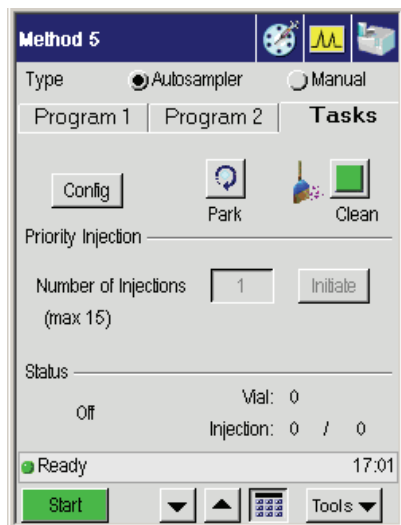 Method 5
Type Autosampler Manual
Program 1 Program 2 Tasks
Config
Park Clean
Priority Injection
Number of Injections 1 Initiate
(max 15)
Status
Off
Vial: 0
Injection: 0 / 0
Ready 17:01
Start Tools